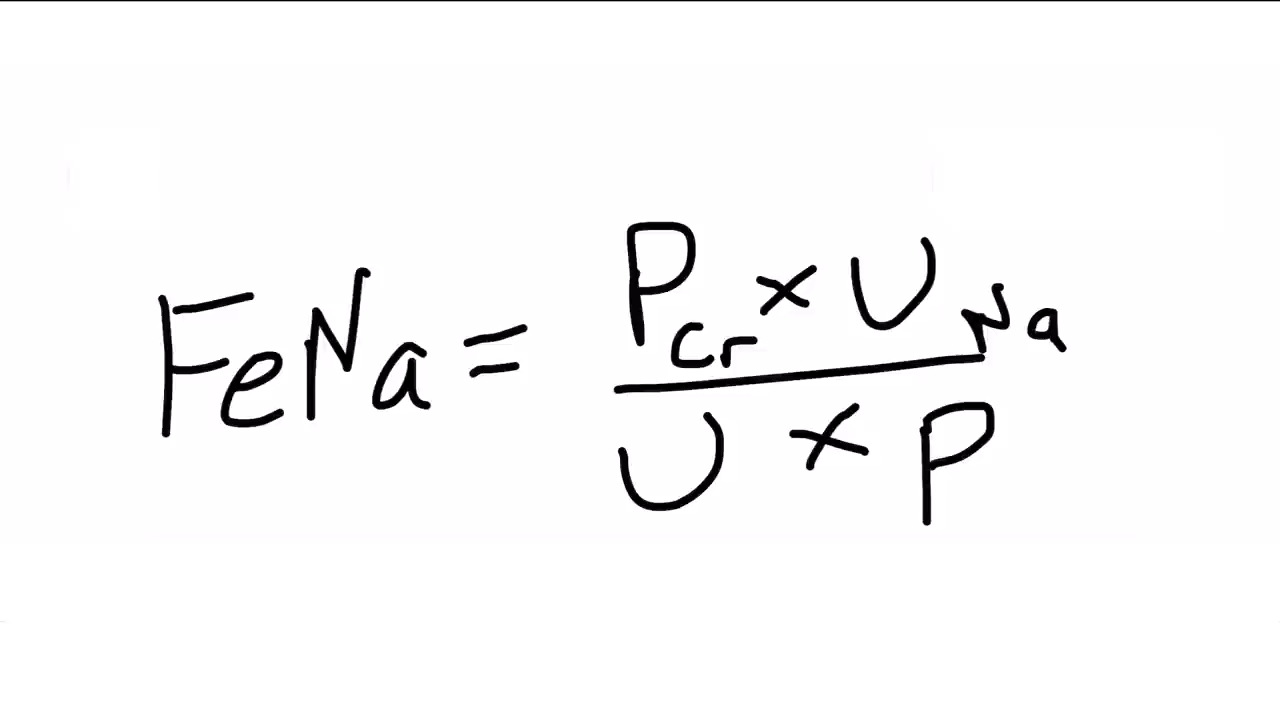 FeNa = Pcr x UNa
U x P